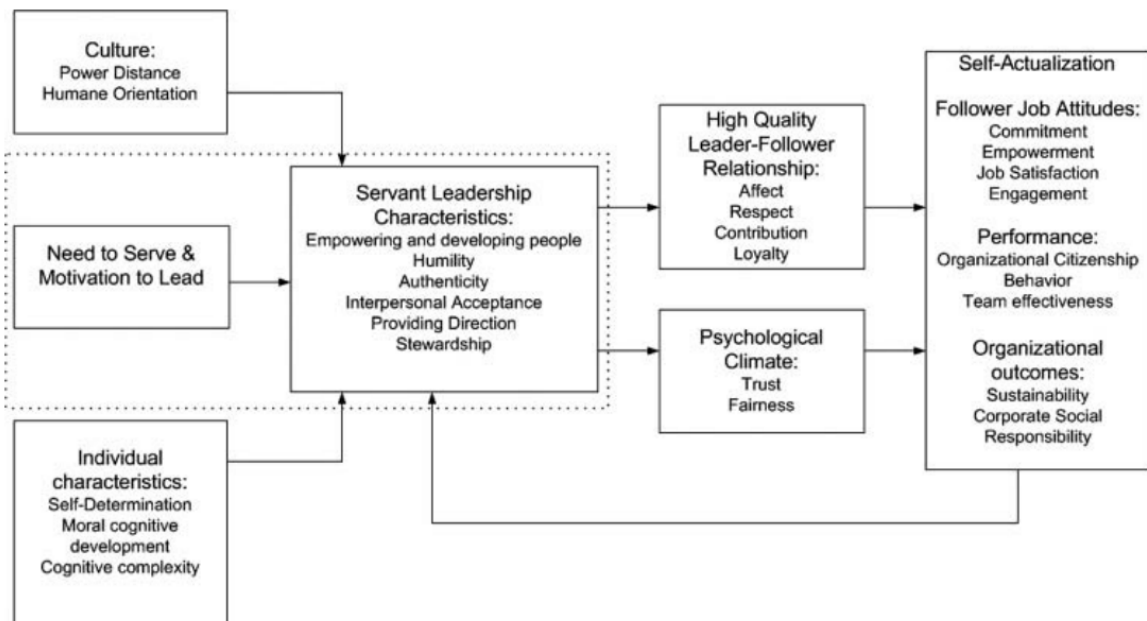 Culture:
Power Distance
Humane Orientation
Need to Serve &
Motivation to Lead
Individual
characteristics:
Self-Determination
Moral cognitive
development
Cognitive complexity
Servant Leadership
Characteristics:
Empowering and developing people
Humility
Authenticity
Interpersonal Acceptance
Providing Direction
Stewardship
High Quality
Leader-Follower
Relationship:
Affect
Respect
Contribution
Loyalty
Psychological
Climate:
Trust
Fairness
Self-Actualization
Follower Job Attitudes:
Commitment
Empowerment
Job Satisfaction
Engagement
Performance:
Organizational Citizenship
Behavior
Team effectiveness
Organizational
outcomes:
Sustainability
Corporate Social
Responsibility